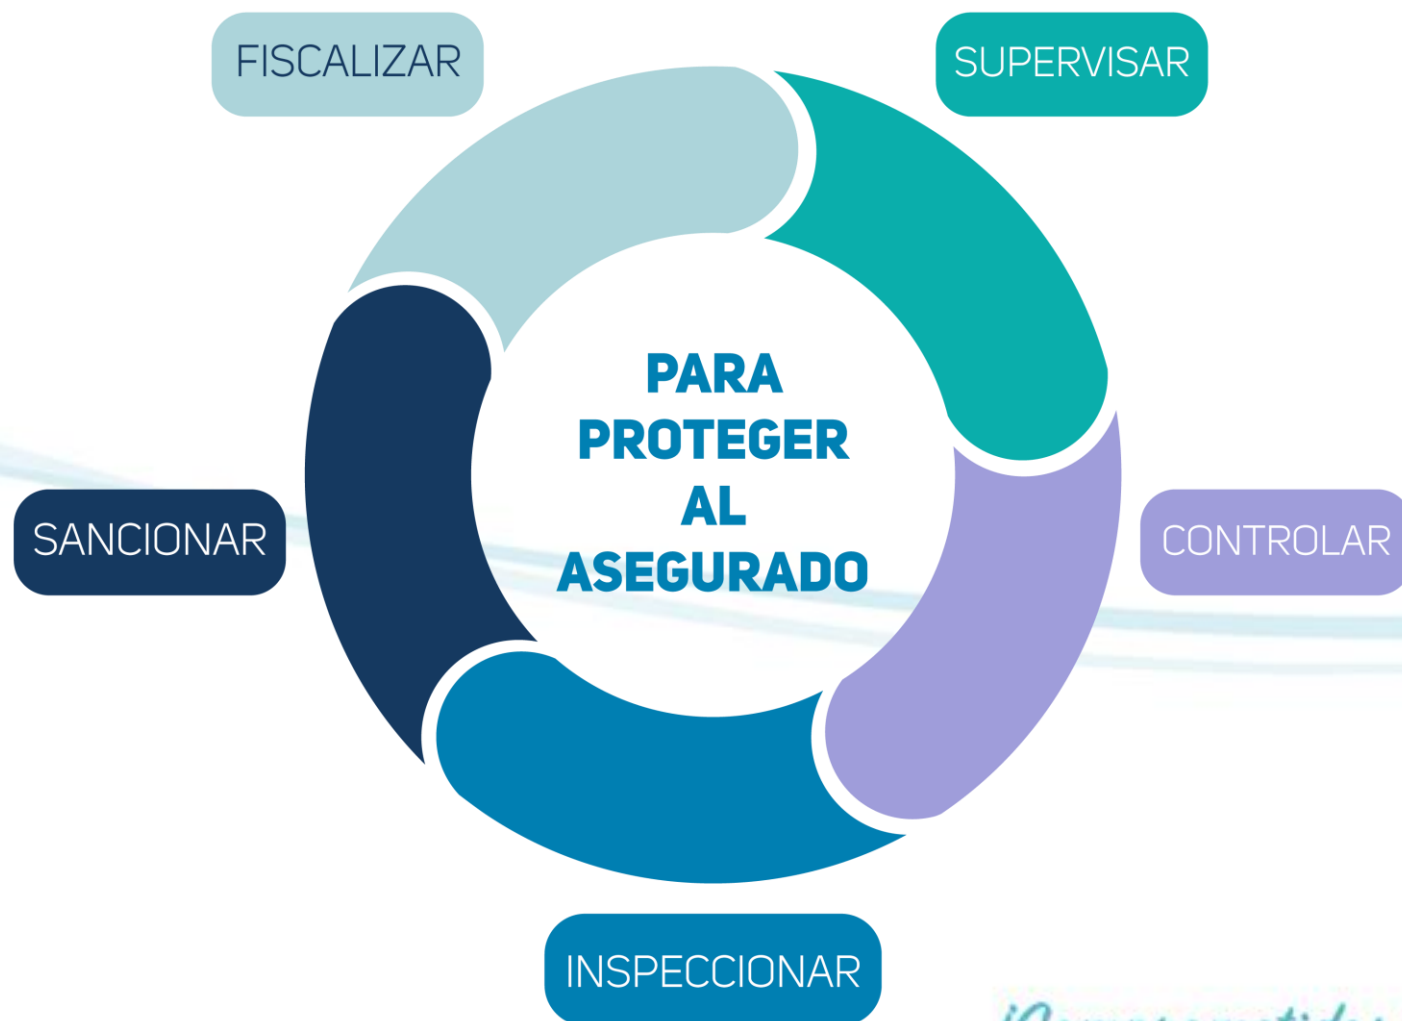 FISCALIZAR
SUPERVISAR
PARA
PROTEGER
AL
ASEGURADO
SANCIONAR
CONTROLAR
INSPECCIONAR